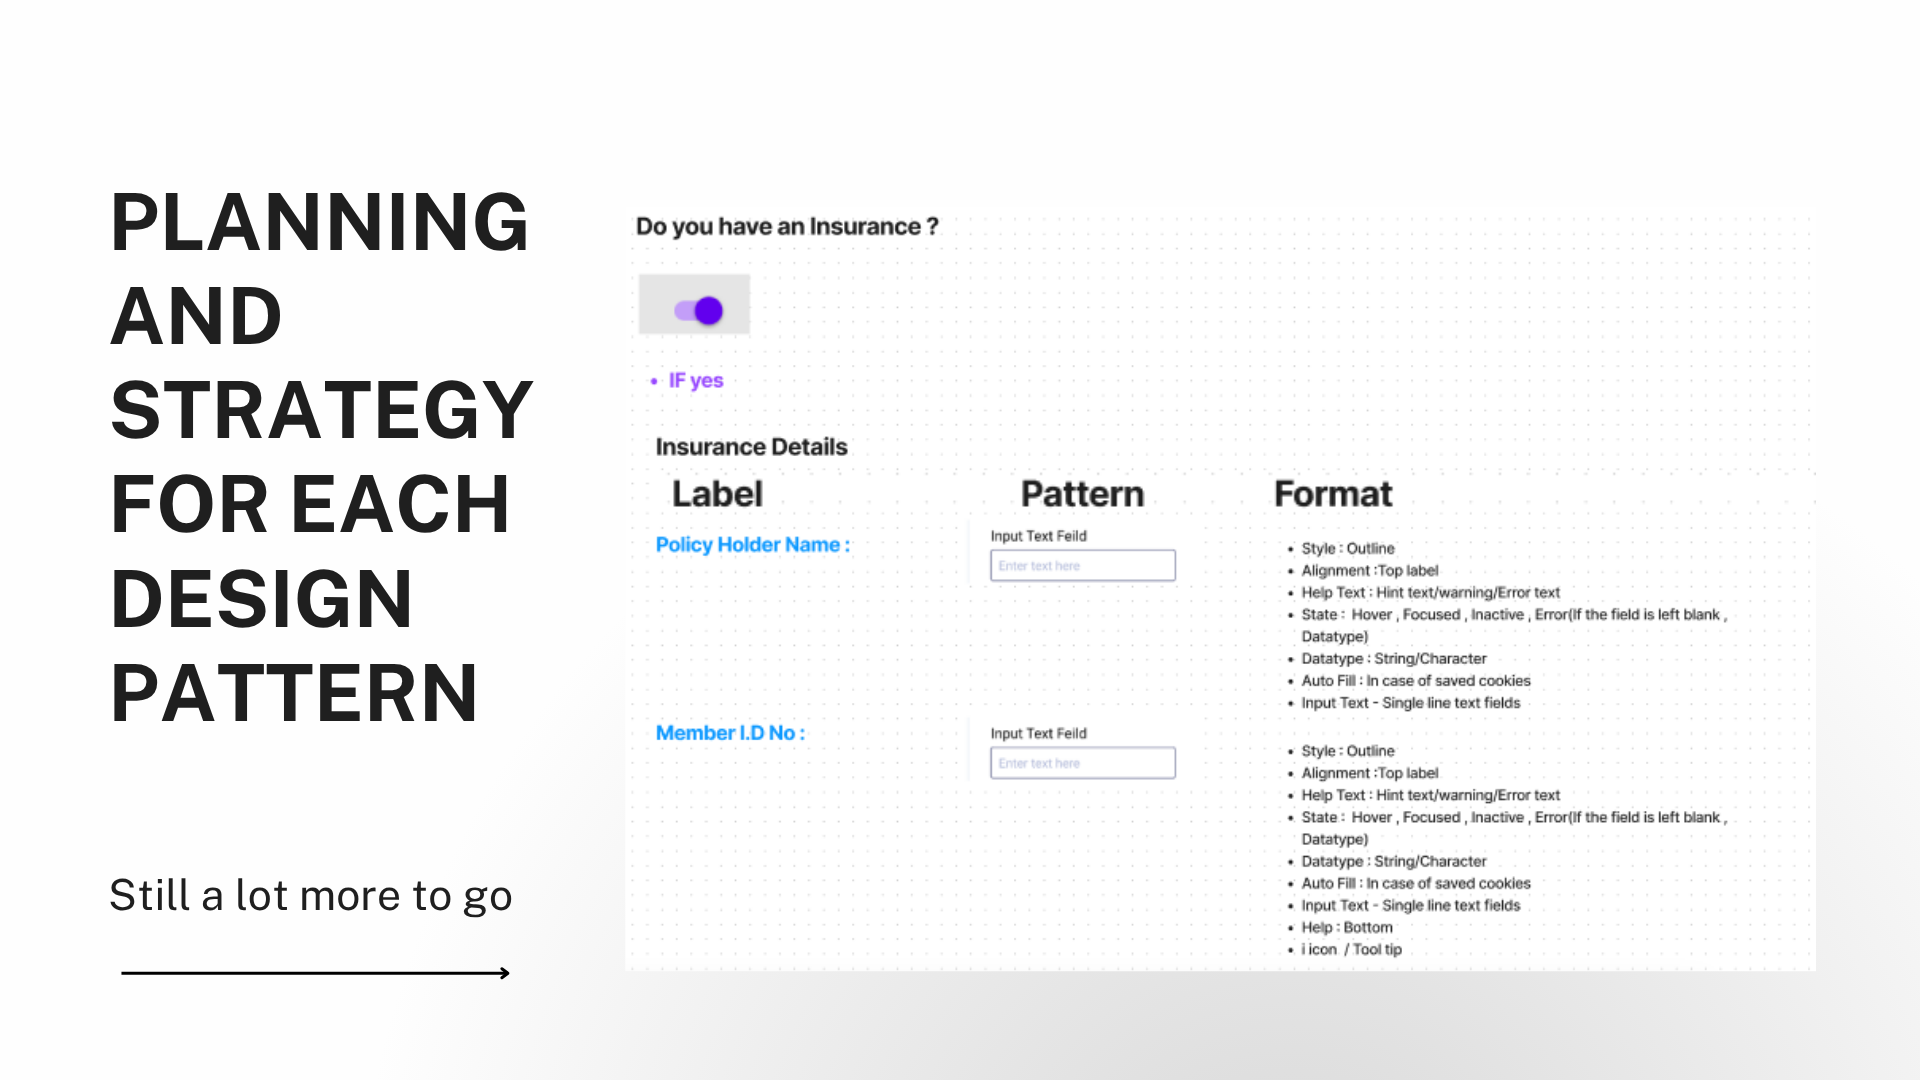 PLANNING
AND
STRATEGY
FOR EACH
DESIGN
PATTERN
Still a lot more to go
Do you have an Insurance ?
• IF yes
Insurance Details
Label
Pattern
Format
Policy Holder Name :
Input Text Feild
Enter text here
• Style : Outline
• Alignment :Top label
• Help Text : Hint text/warning/Error text
• State : Hover , Focused , Inactive , Error(If the field is left blank ,
Datatype)
• Datatype : String/Character
• Auto Fill : In case of saved cookies
• Input Text - Single line text fields
Member I.D No :
Input Text Feild
Enter text here
• Style : Outline
• Alignment :Top label
• Help Text : Hint text/warning/Error text
• State : Hover , Focused , Inactive , Error(If the field is left blank ,
Datatype)
• Datatype : String/Character
• Auto Fill : In case of saved cookies
• Input Text - Single line text fields
• Help : Bottom
• i icon / Tool tip